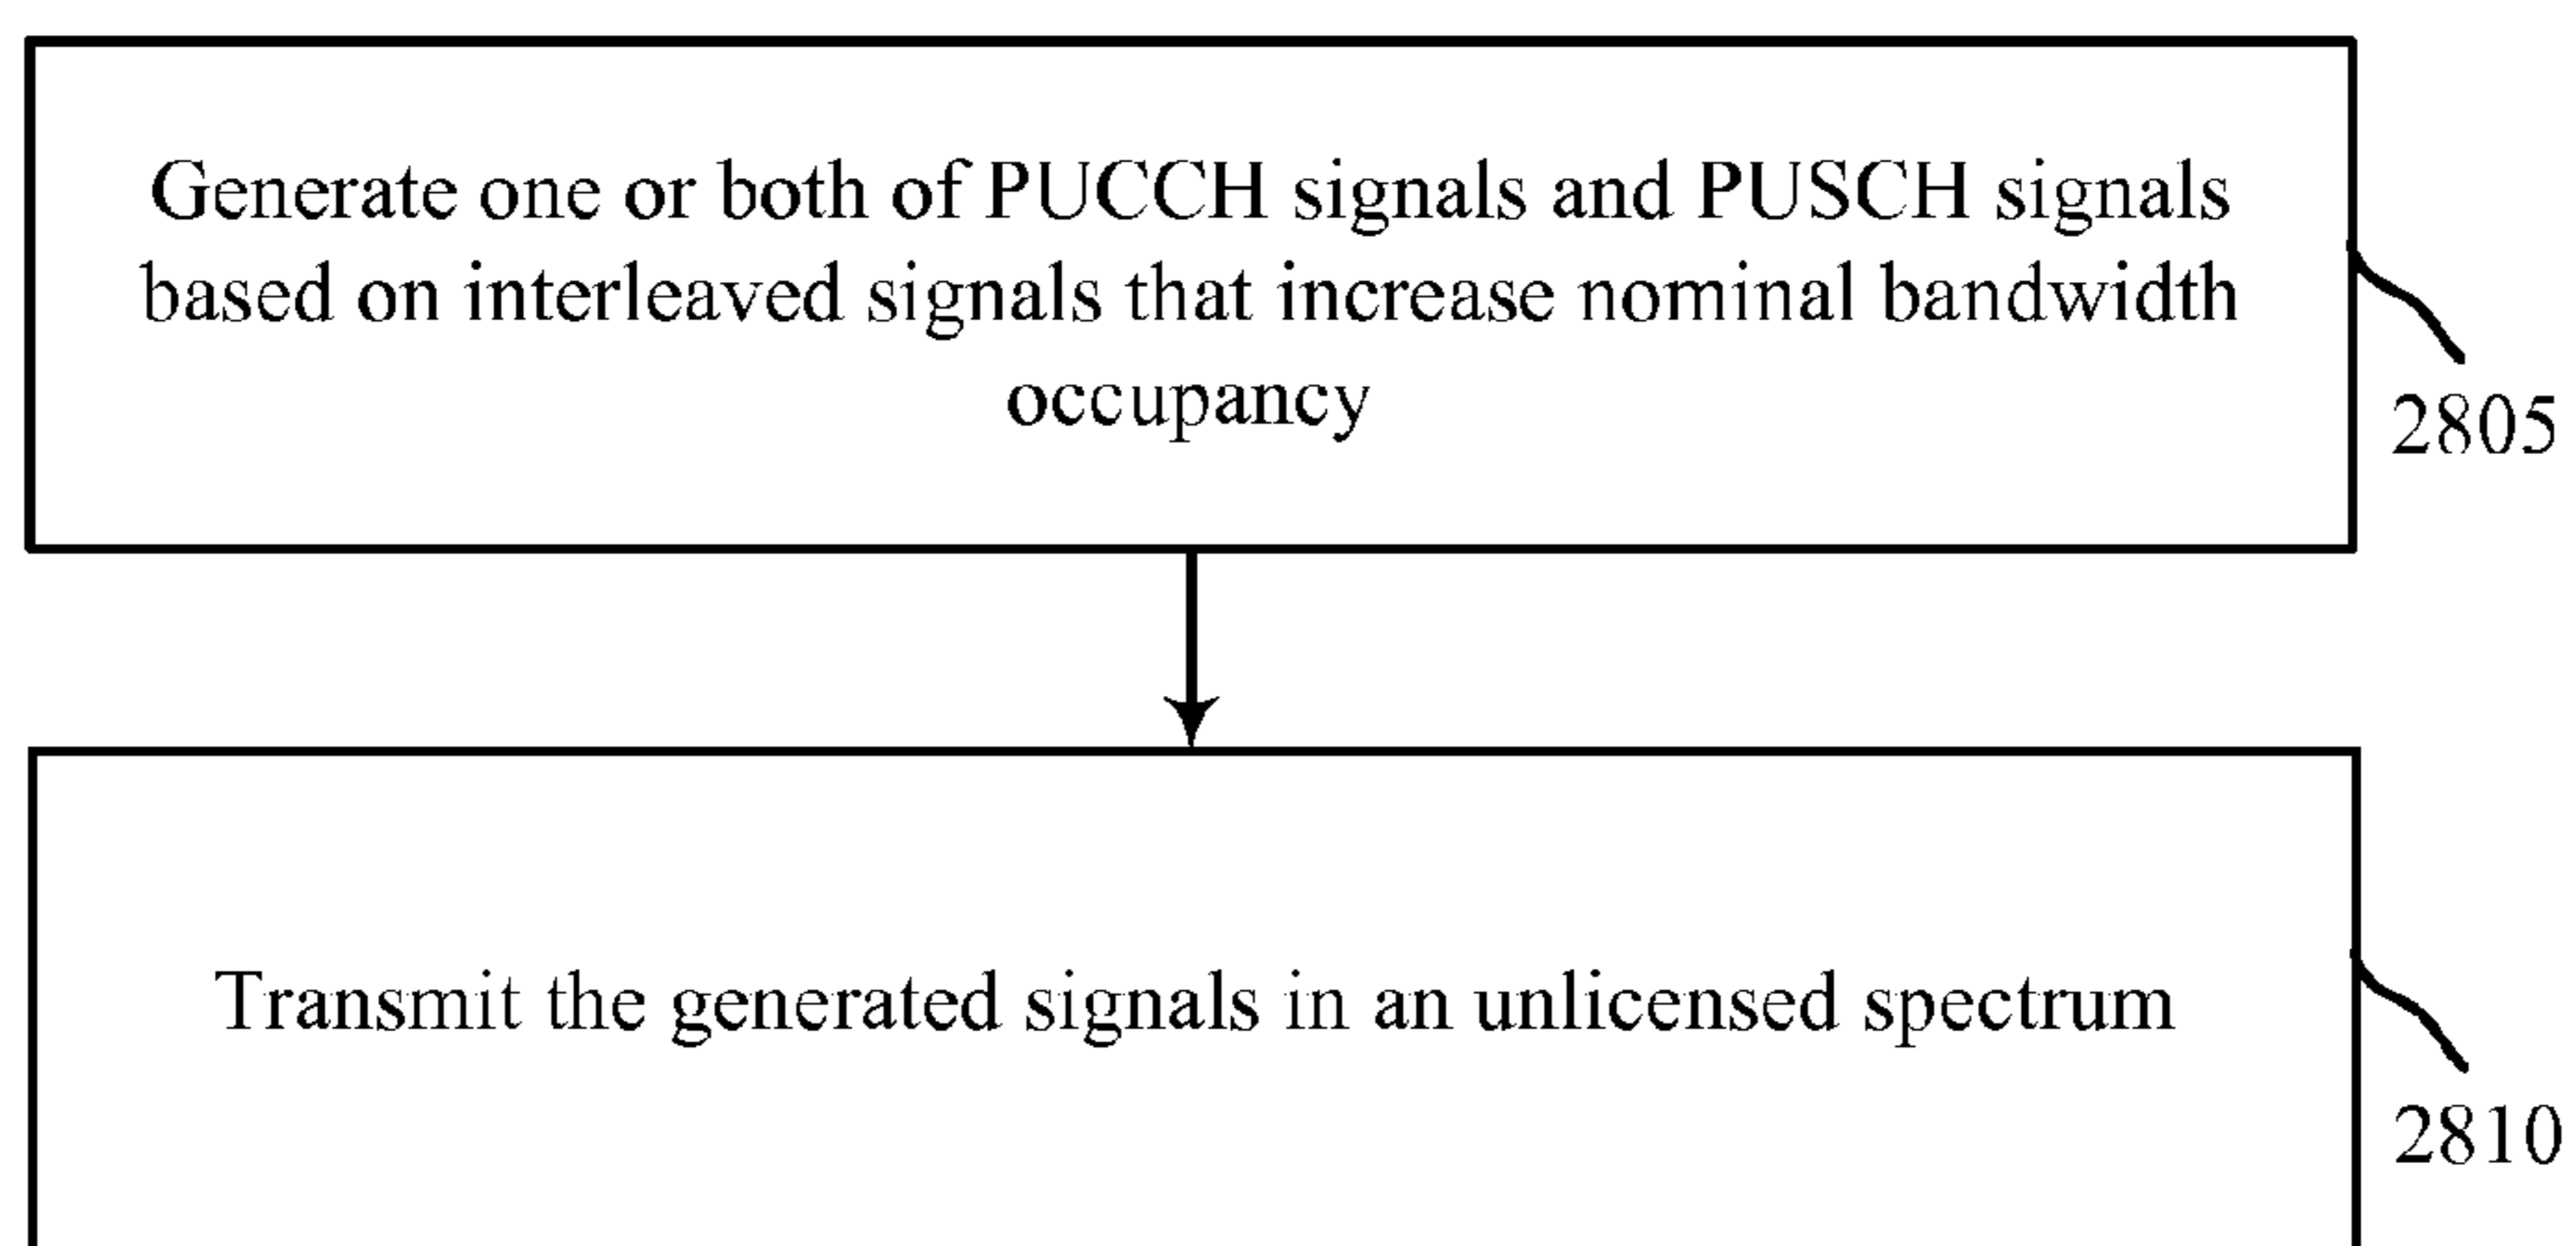 Generate one or both of PUCCH signals and PUSCH signals
based on interleaved signals that increase nominal bandwidth
occupancy
2805
Transmit the generated signals in an unlicensed spectrum
2810